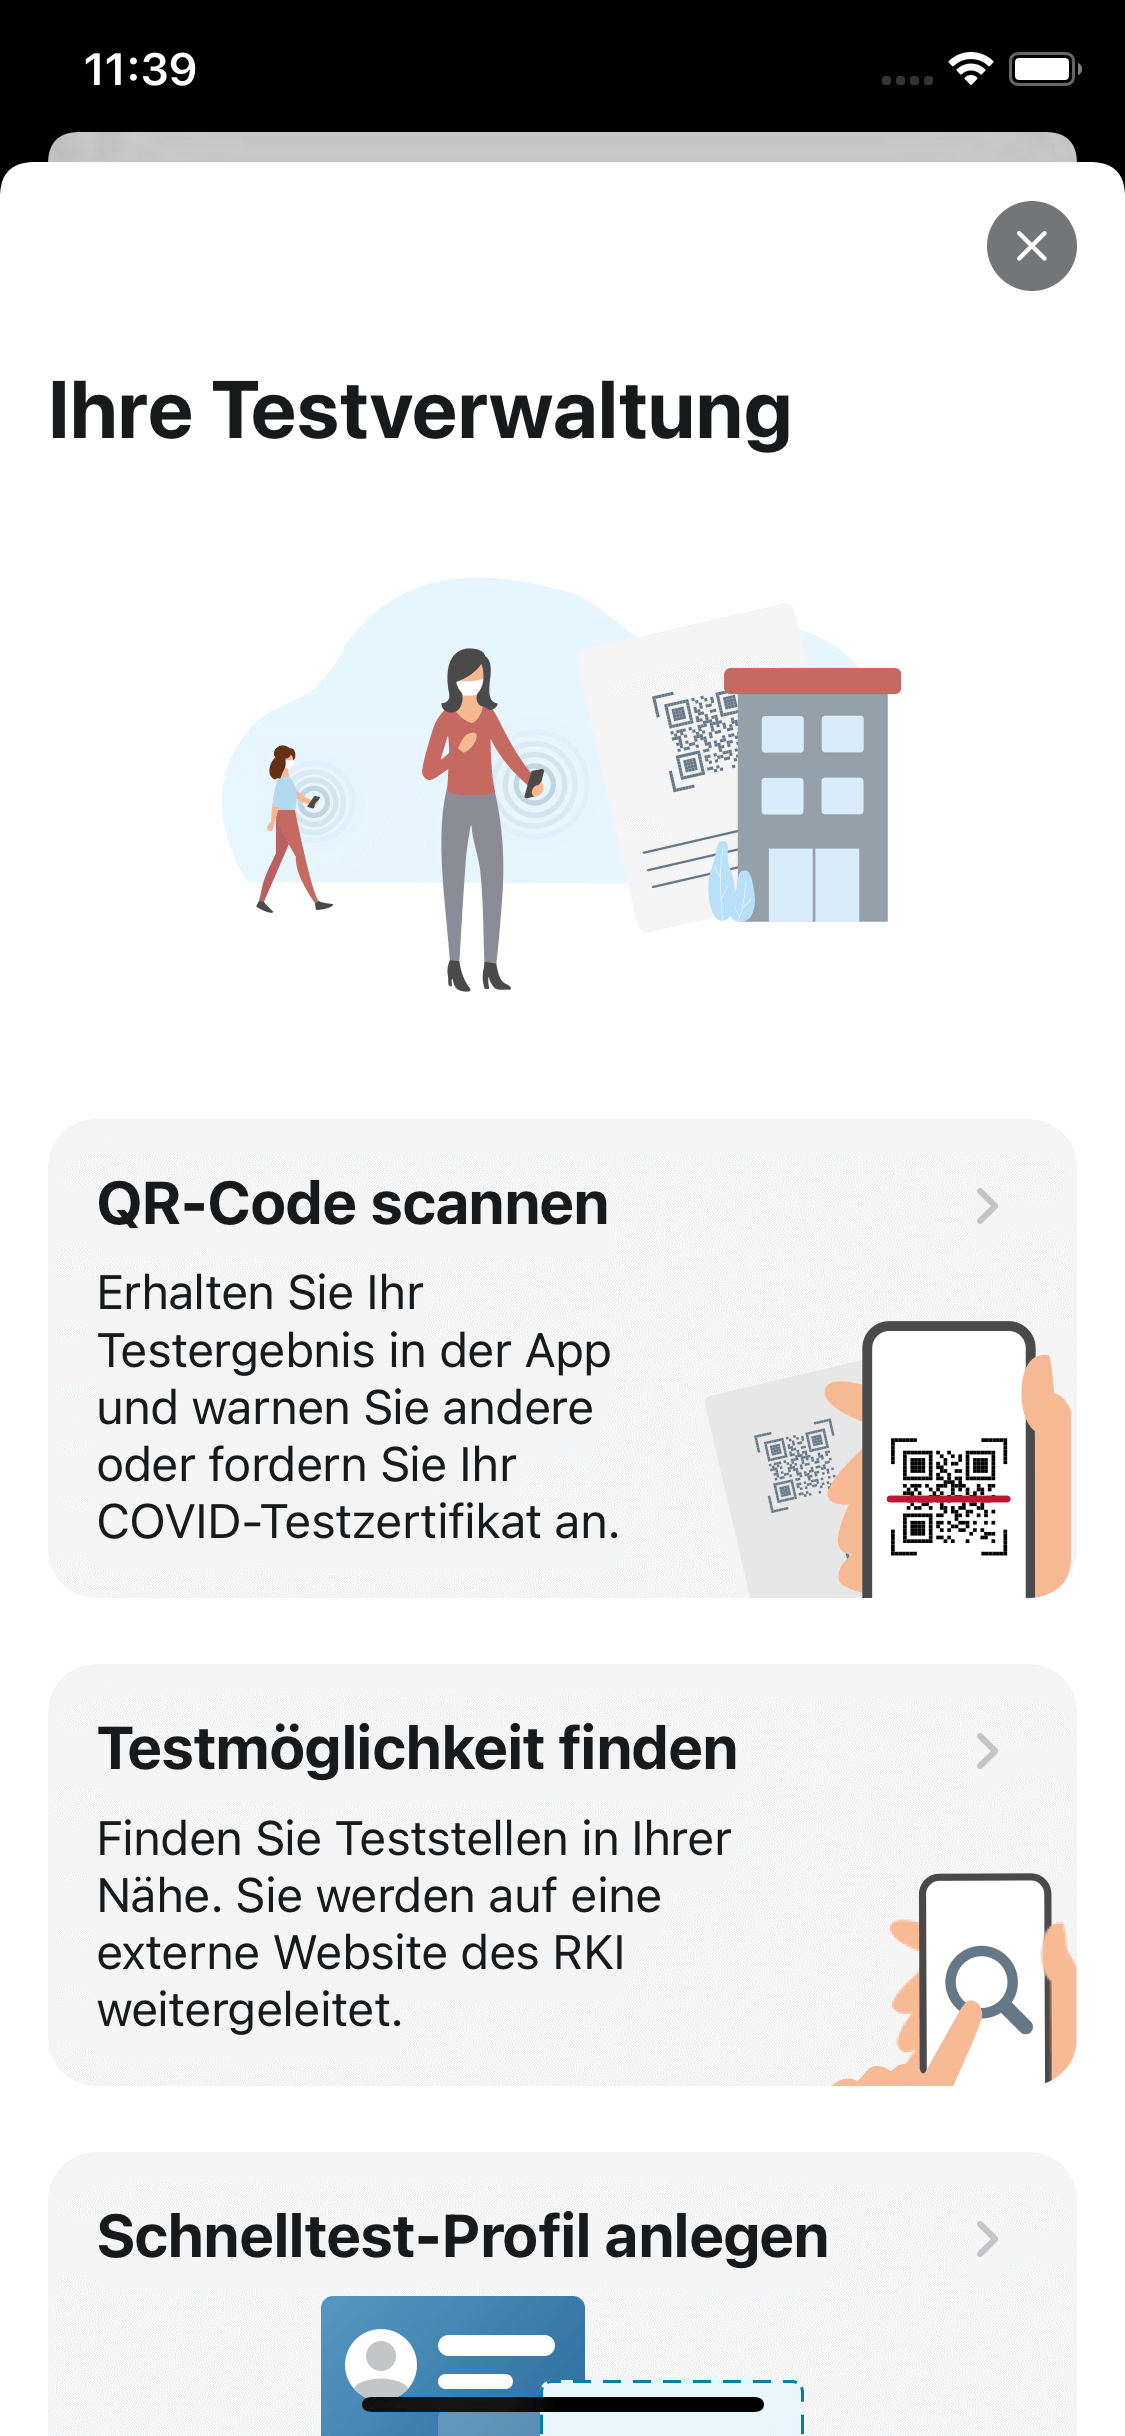 11:39
Ihre Testverwaltung
QR-Code scannen
Erhalten Sie Ihr
Testergebnis in der App
und warnen Sie andere
oder fordern Sie Ihr
COVID-Testzertifikat an.
Testmöglichkeit finden
Finden Sie Teststellen in Ihrer
Nähe. Sie werden auf eine
externe Website des RKI
weitergeleitet.
Schnelltest-Profil anlegen